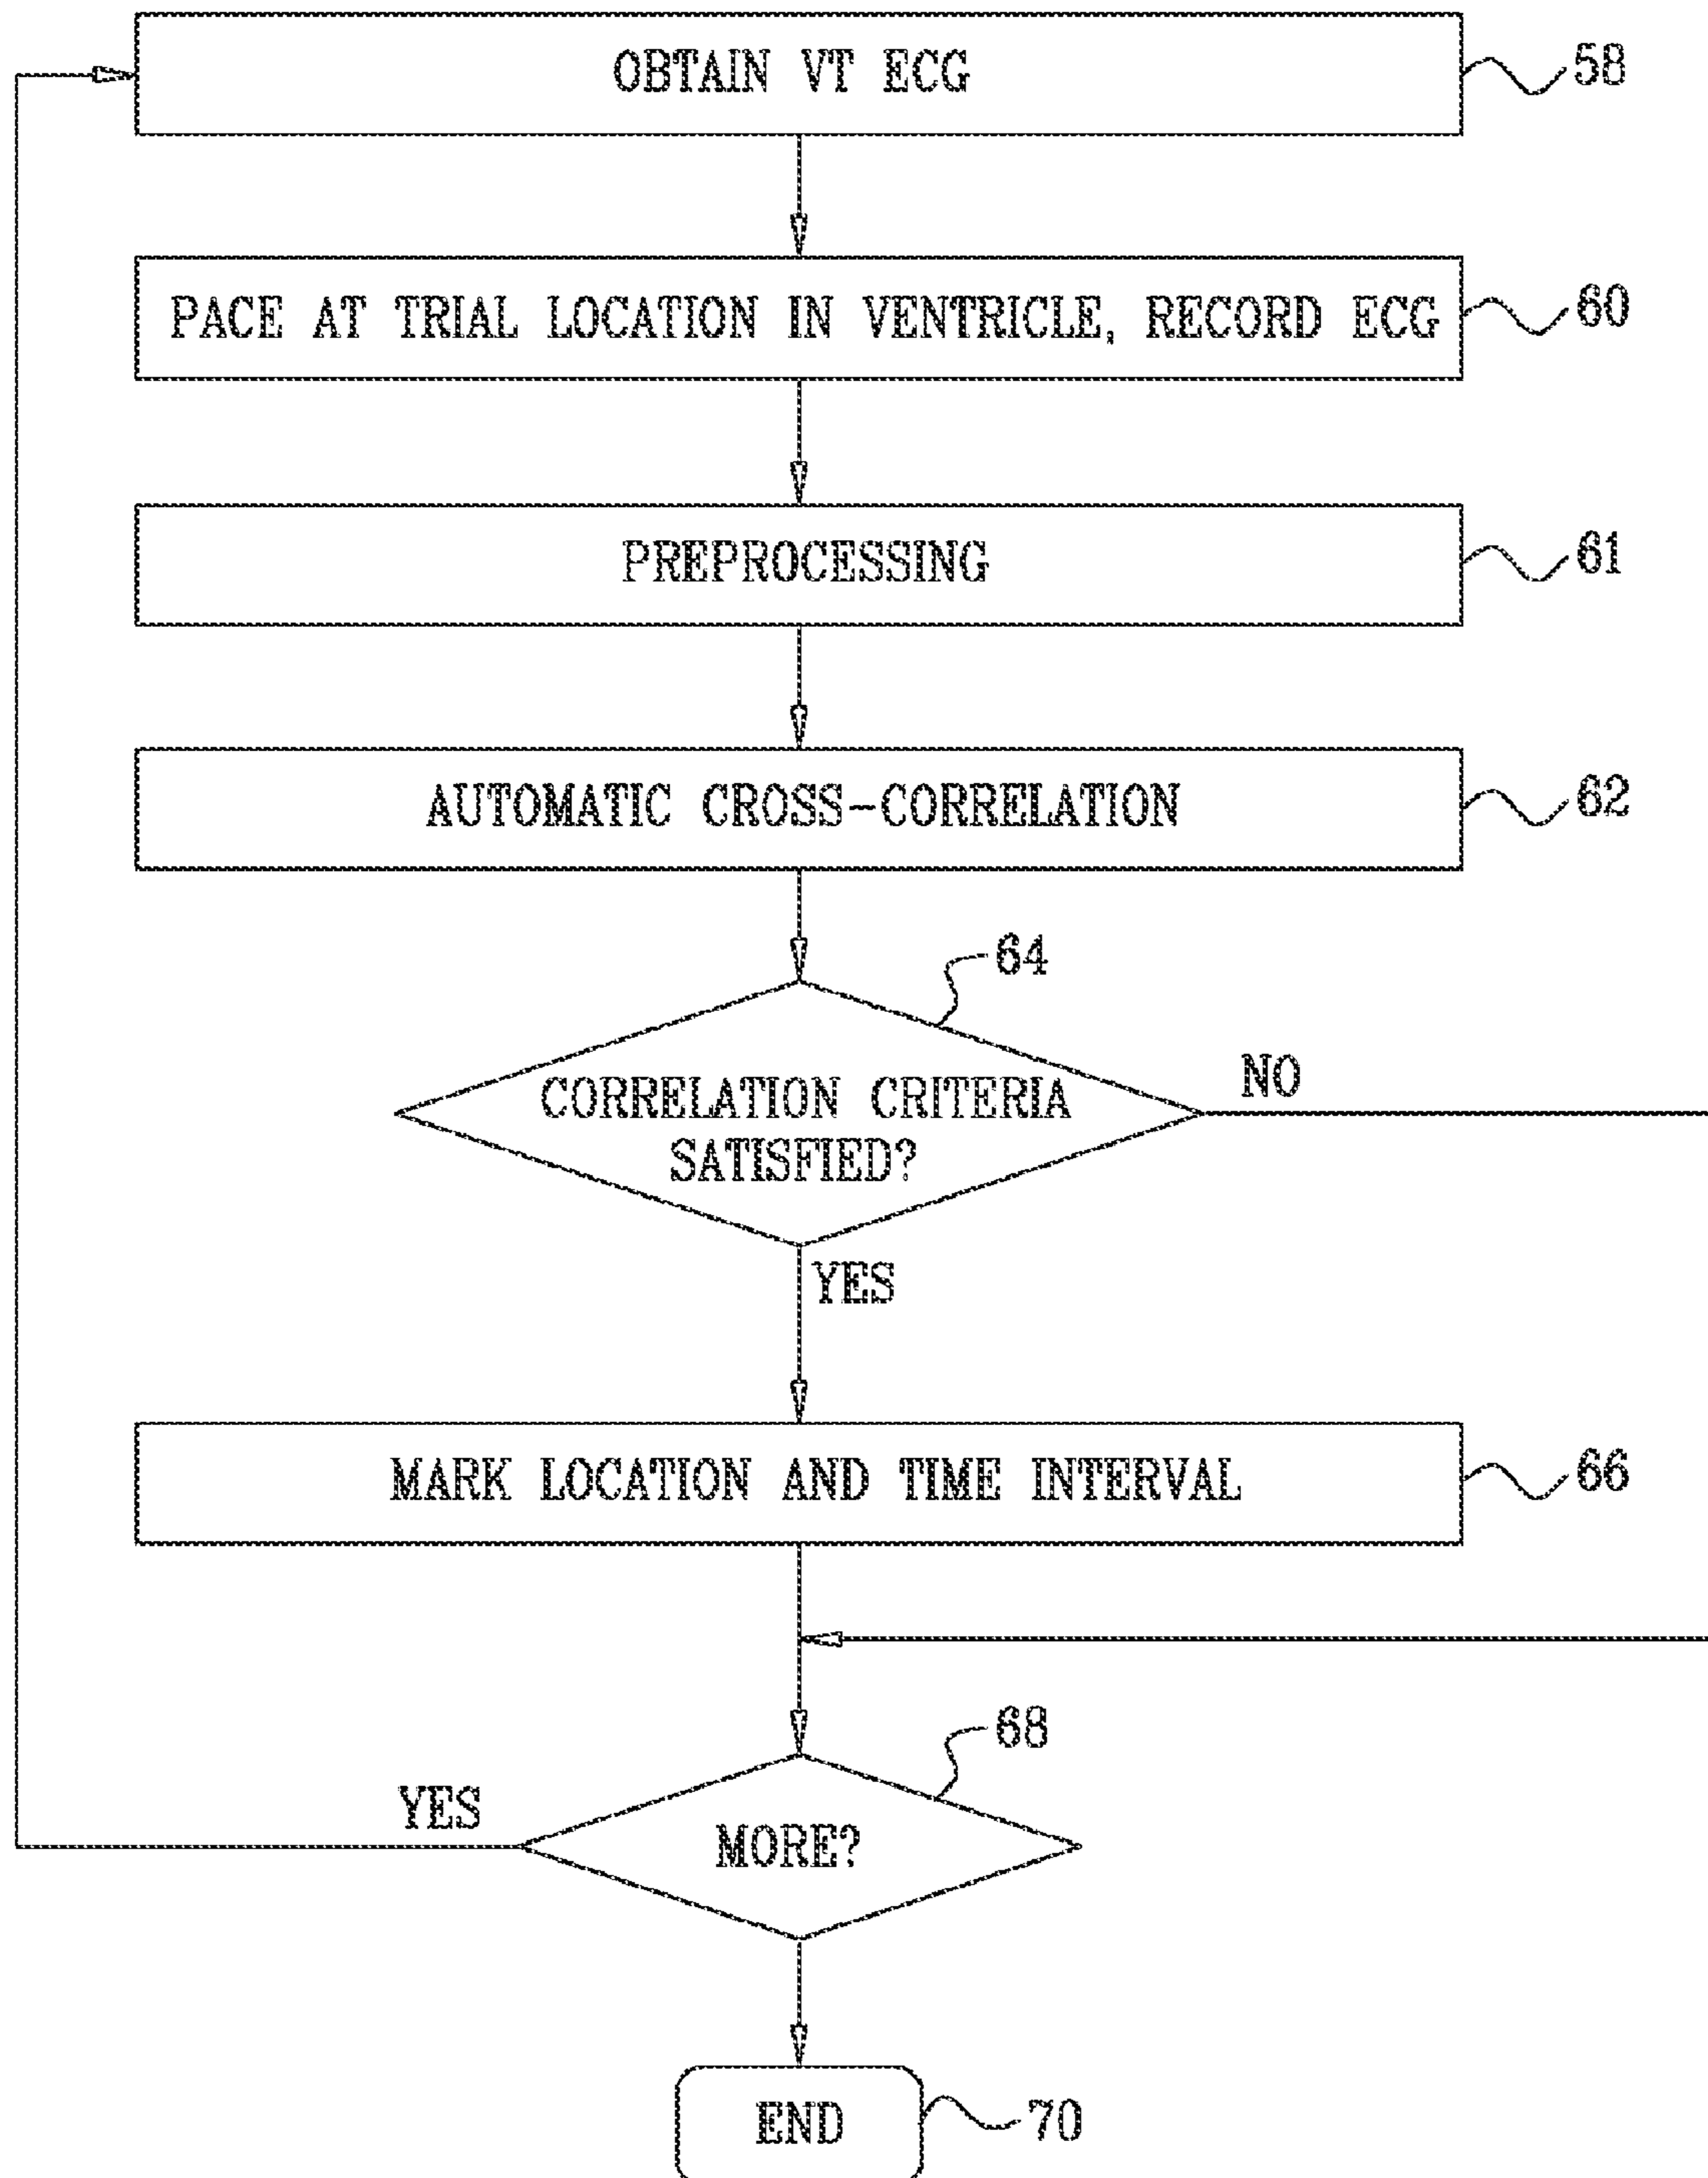 OBTAIN VT ECG
58
PACE AT TRIAL LOCATION IN VENTRICLE, RECORD ECG
60
PREPROCESSING
61
AUTOMATIC CROSS-CORRELATION
62
64
CORRELATION CRITERIA
SATISFIED?
NO
YES
MARK LOCATION AND TIME INTERVAL
66
68
YES
MORE?
END
70